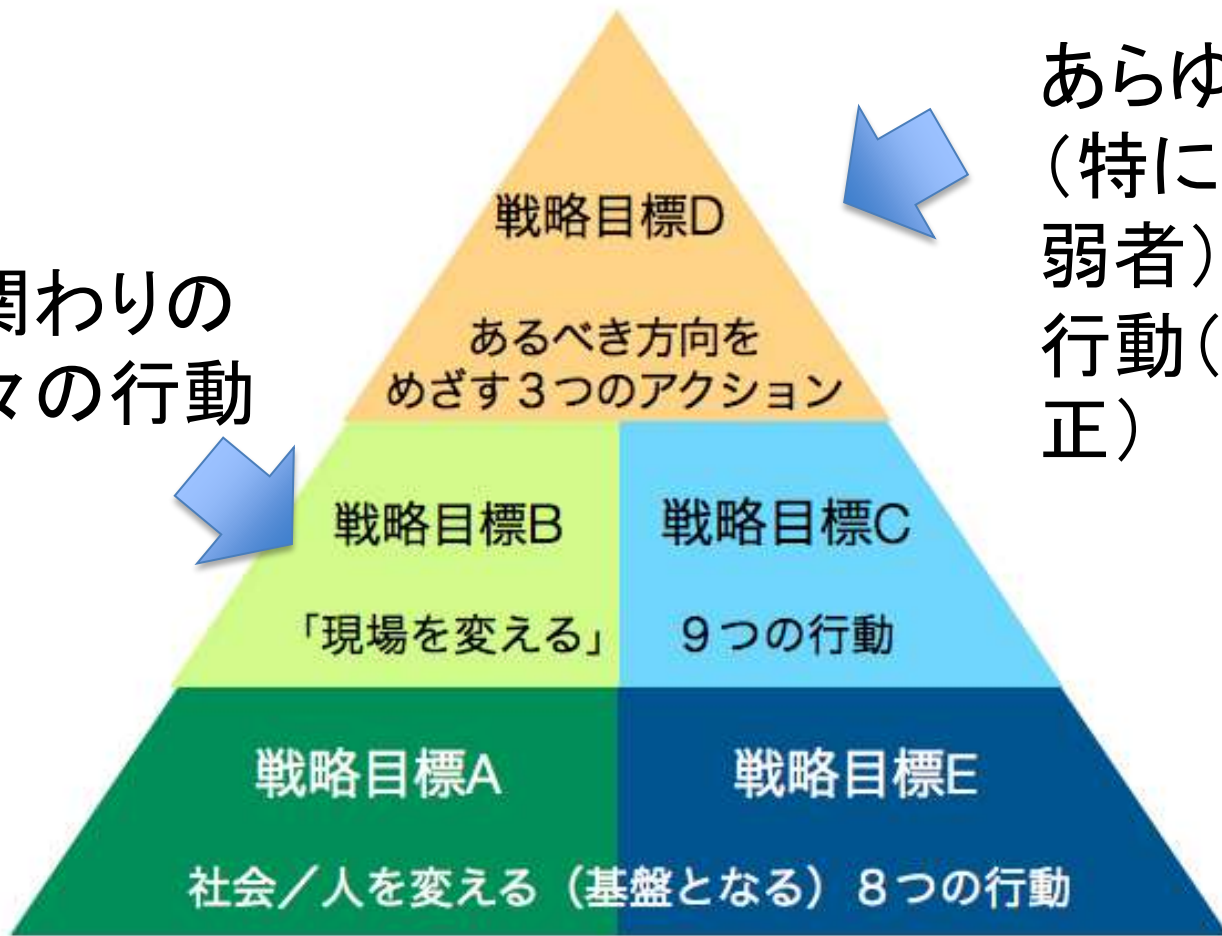 戦略目標D
あるべき方向を
めざす３つのアクション
あらゆ
（特に
弱者）
行動（
正）
関わりの
々の行動
戦略目標B
「現場を変える」
戦略目標C
９つの行動
戦略目標A
戦略目標E
社会／人を変える（基盤となる）８つの行動